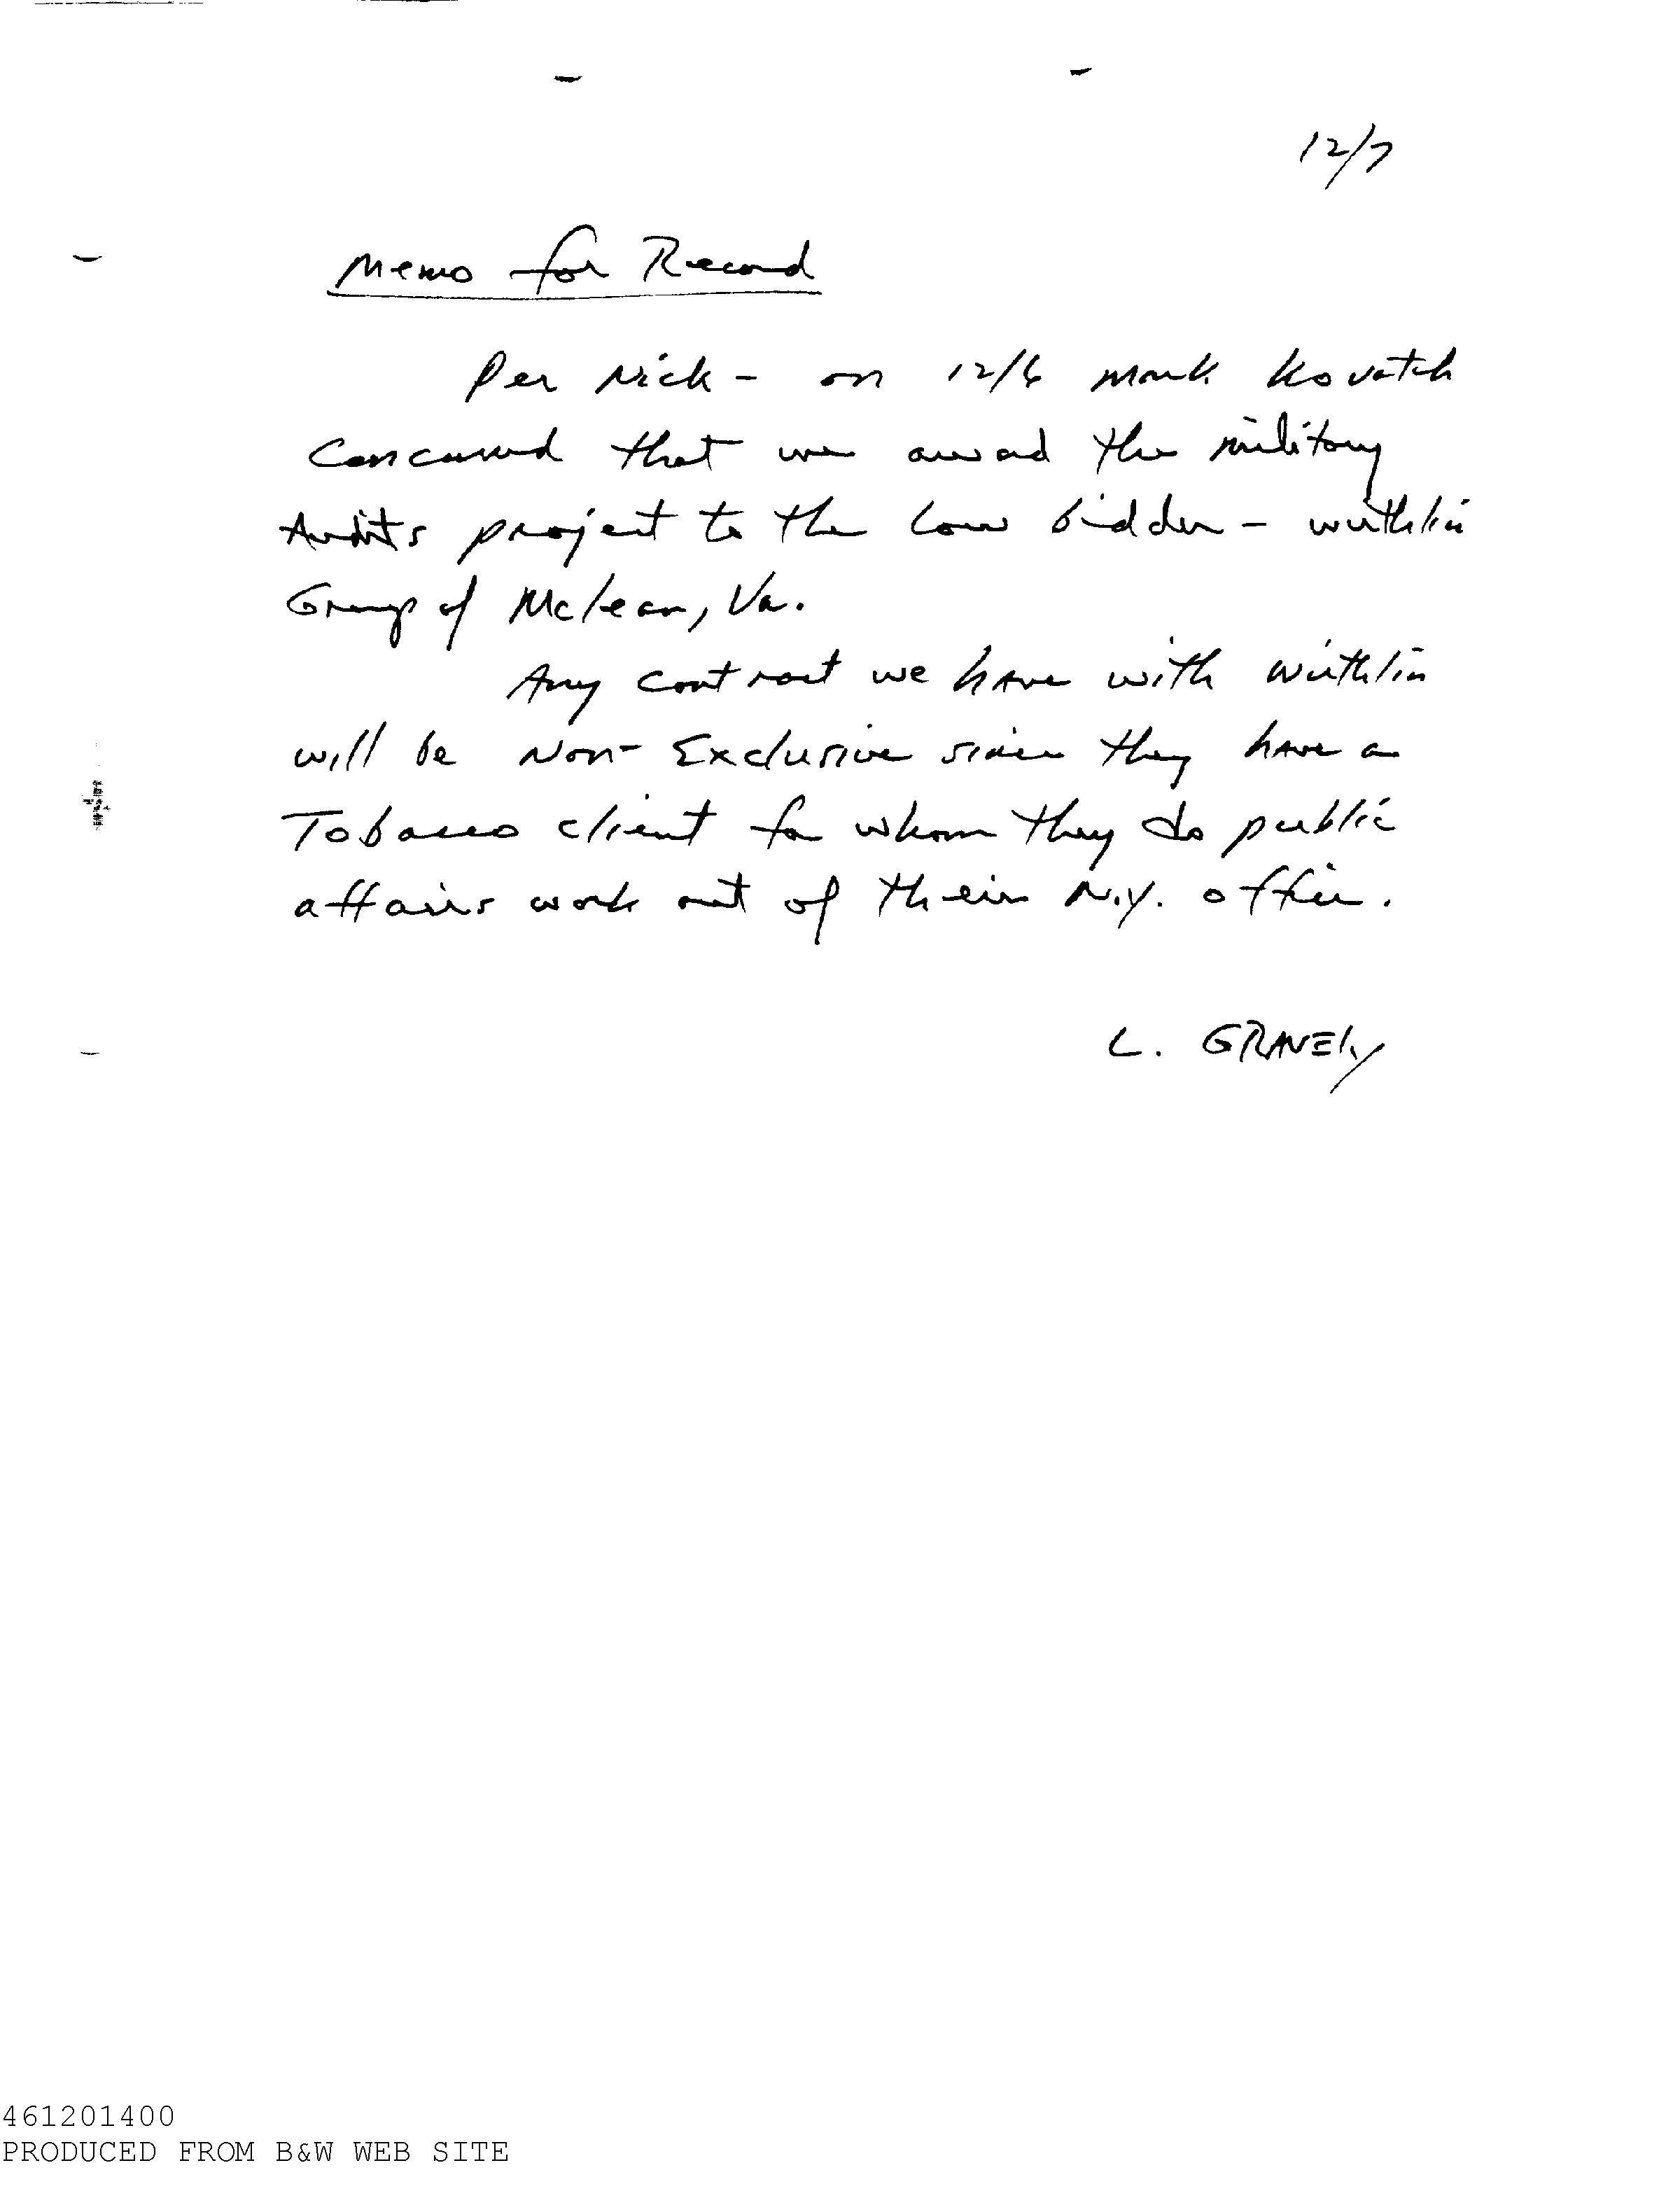 12/7
Memo for Record
Per Nick - on 12/6 Mark Kovatch
concurred that we award the military
Audits project to the low bidder - Wirthlin
Group of McLean, Va.
Any contract we have with Wirthlin
will be Non-Exclusive since they have a
Tobacco client for whom they do public
affairs work out of their N.Y. office.
L. GRAVELY
461201400
PRODUCED FROM B&W WEB SITE